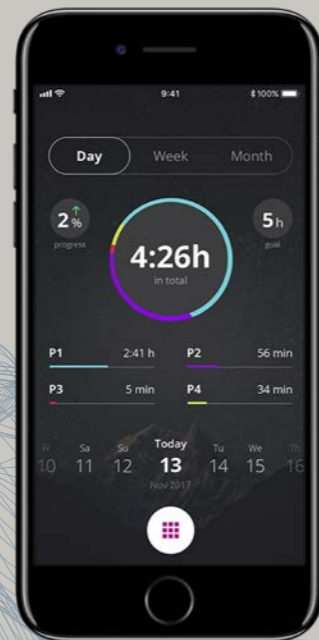 9:41
100%
Day Week Month
2% 5h
progress goal
4:26h
in total
P1 2:41 h P2 56 min
P3 5 min P4 34 min
Fr Sa Su Today Tu We Th
10 11 12 13 14 15 16
Nov 2017